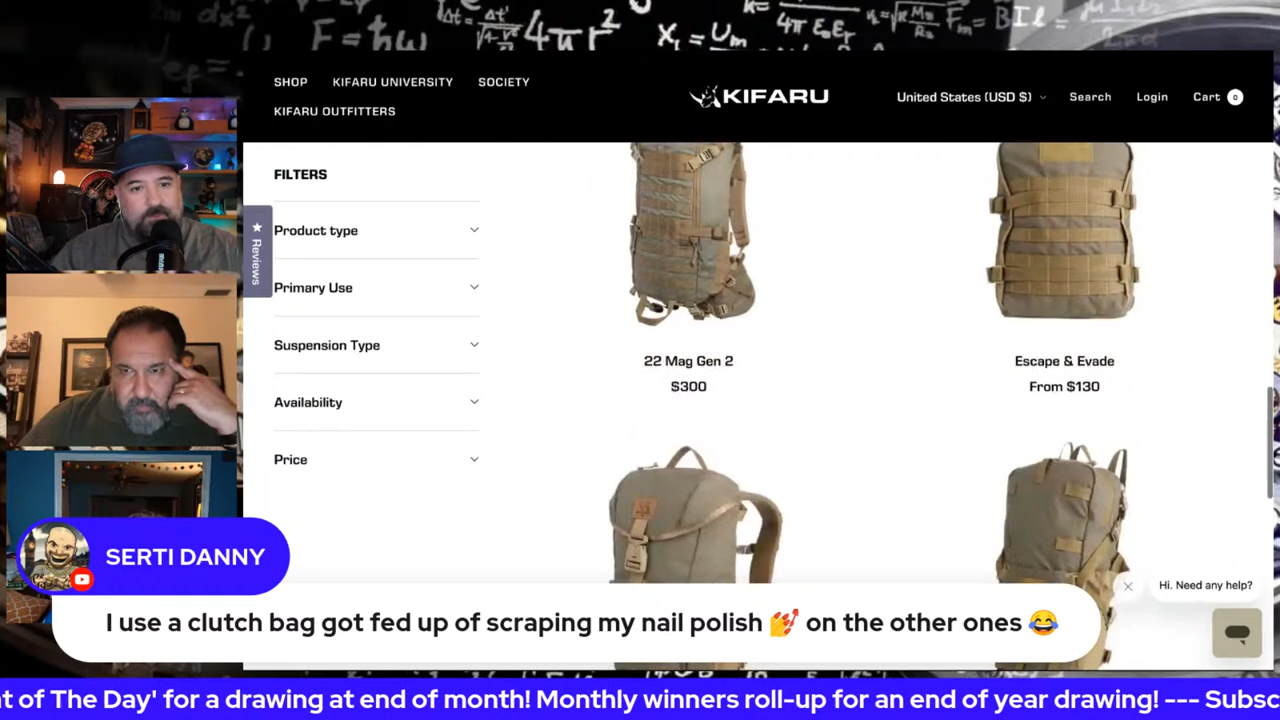 F = ħω
4πr²
SHOP
KIFARU UNIVERSITY
SOCIETY
KIFARU OUTFITTERS
KIFARU
United States (USD $)
Search
Login
Cart 0
FILTERS
Product type
Primary Use
Suspension Type
Availability
Price
★ Reviews
22 Mag Gen 2
$300
Escape & Evade
From $130
Hi. Need any help?
SERTI DANNY
I use a clutch bag got fed up of scraping my nail polish 💅 on the other ones 😂
t of The Day' for a drawing at end of month! Monthly winners roll-up for an end of year drawing! --- Subsc